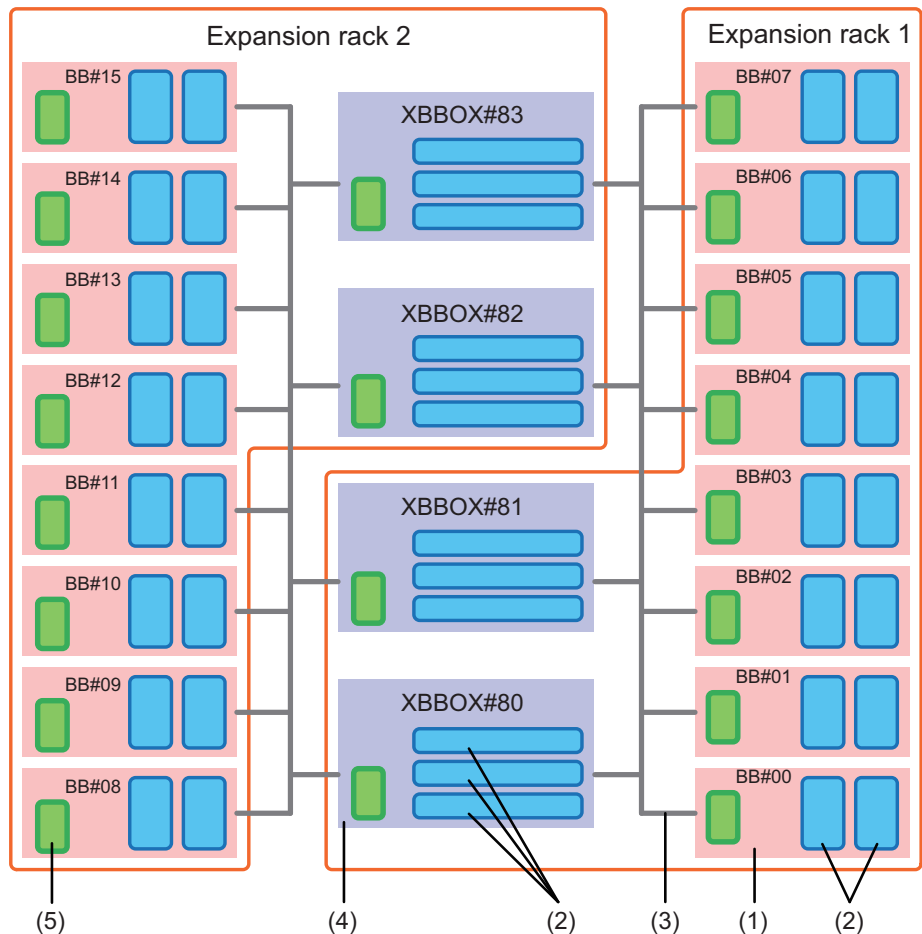 Expansion rack 2
Expansion rack 1
BB#15
BB#14
BB#13
BB#12
BB#11
BB#10
BB#09
BB#08
XBBOX#83
XBBOX#82
XBBOX#81
XBBOX#80
BB#07
BB#06
BB#05
BB#04
BB#03
BB#02
BB#01
BB#00
(5)
(4)
(2)
(3)
(1)
(2)